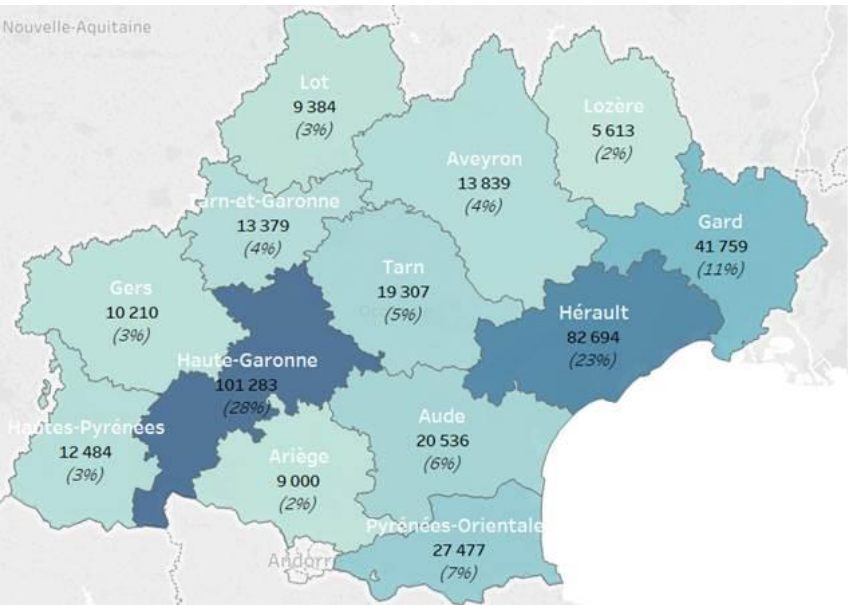 Nouvelle-Aquitaine
Lot
9 384
(3%)
Lozère
5 613
(2%)
Aveyron
13 839
(4%)
Tarn-et-Garonne
13 379
(4%)
Gard
41 759
(11%)
Tarn
19 307
(5%)
Gers
10 210
(3%)
Hérault
82 694
(23%)
Haute-Garonne
101 283
(28%)
Hautes-Pyrénées
12 484
(3%)
Aude
20 536
(6%)
Ariège
9 000
(2%)
Pyrénées-Orientale
27 477
(7%)
Andorr